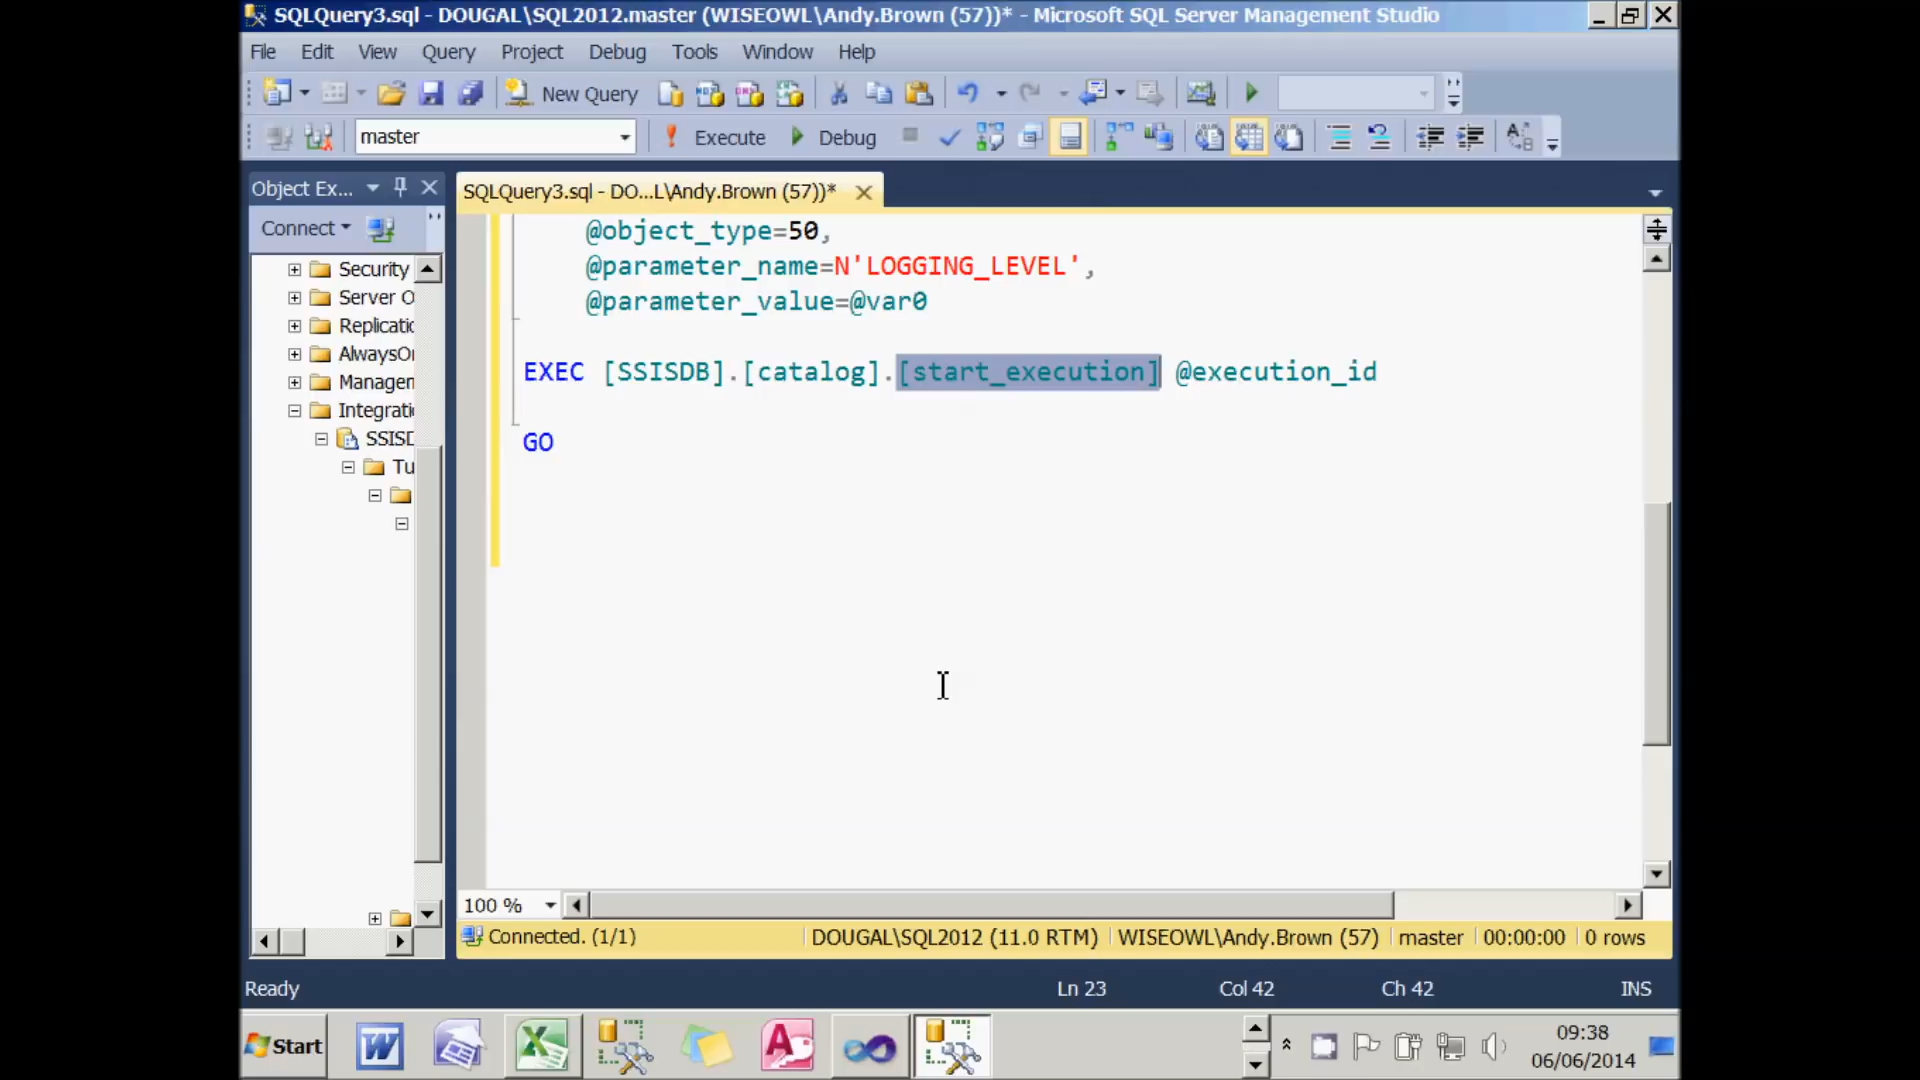 SQLQuery3.sql - DOUGAL\SQL2012.master (WISEOWL\Andy.Brown (57))* - Microsoft SQL Server Management Studio
File Edit View Query Project Debug Tools Window Help
New Query
master Execute Debug
Object Ex...
SQLQuery3.sql - DO...L\Andy.Brown (57))*
Connect
Security
Server O
Replicatio
AlwaysO
Managem
Integrati
SSISD
Tu
@object_type=50,
@parameter_name=N'LOGGING_LEVEL',
@parameter_value=@var0
EXEC [SSISDB].[catalog].[start_execution] @execution_id
GO
100 %
Connected. (1/1) DOUGAL\SQL2012 (11.0 RTM) WISEOWL\Andy.Brown (57) master 00:00:00 0 rows
Ready Ln 23 Col 42 Ch 42 INS
Start
09:38
06/06/2014